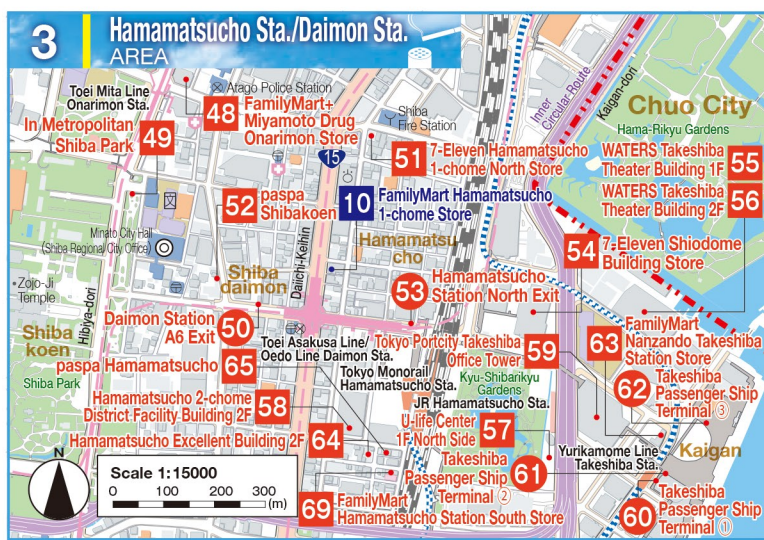 3
Hamamatsucho Sta./Daimon Sta.
AREA
Toei Mita Line
Onarimon Sta.
Atago Police Station
48
FamilyMart+
Miyamoto Drug
Onarimon Store
In Metropolitan
Shiba Park
49
Shiba
Fire Station
15
51
7-Eleven Hamamatsucho
1-chome North Store
Inner
Circular-Route
Kaigan-dori
Chuo City
Hama-Rikyu Gardens
WATERS Takeshiba
Theater Building 1F
55
WATERS Takeshiba
Theater Building 2F
56
52
paspa
Shibakoen
10
FamilyMart Hamamatsucho
1-chome Store
Minato City Hall
(Shiba Regional City Office)
Hamamatsu
cho
54
7-Eleven Shiodome
Building Store
Zojo-Ji
Temple
Hibiya-dori
Shiba
daimon
Daiichi-Keihin
53
Hamamatsucho
Station North Exit
Daimon Station
A6 Exit
50
Shiba
koen
Shiba Park
Toei Asakusa Line/
Oedo Line Daimon Sta.
Tokyo Portcity Takeshiba
Office Tower
59
63
FamilyMart
Nanzando Takeshiba
Station Store
paspa Hamamatsucho
65
Tokyo Monorail
Hamamatsucho Sta.
Kyu-Shibarikyu
Gardens
62
Takeshiba
Passenger Ship
Terminal ③
Hamamatsucho 2-chome
District Facility Building 2F
58
JR Hamamatsucho Sta.
U-life Center
1F North Side
57
Hamamatsucho Excellent Building 2F
64
Yurikamome Line
Takeshiba Sta.
Kaigan
Takeshiba
Passenger Ship
Terminal ②
61
N
Scale 1:15000
0 100 200 300
(m)
69
FamilyMart
Hamamatsucho Station South Store
60
Takeshiba
Passenger Ship
Terminal ①